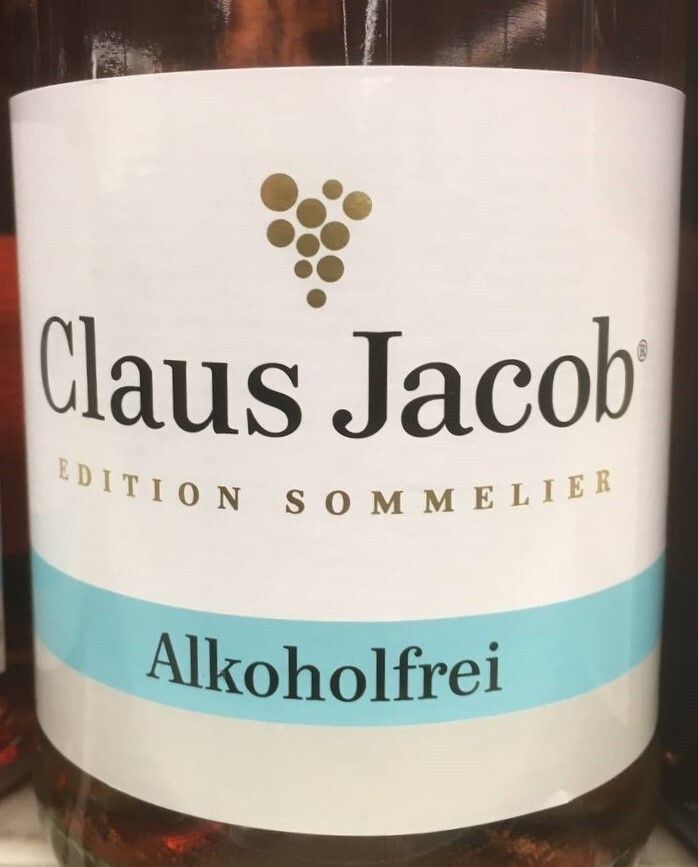 Claus Jacob®
EDITION SOMMELIER
Alkoholfrei